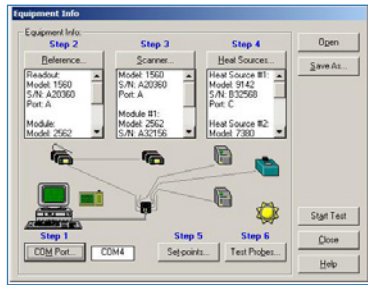 Equipment Info
Equipment Info:
Step 2
Step 3
Step 4
Reference...
Scanner...
Heat Sources...
Readout:
Model: 1560
S/N: A20360
Port: A
Module:
Model: 2562
Model: 1560
S/N: A20360
Port: A
Module #1:
Model: 2562
S/N: A32156
Heat Source #1:
Model: 9142
S/N: B32568
Port: C
Heat Source #2:
Model: 7380
Open
Save As...
Step 1
Step 5
Step 6
COM Port...
COM4
Set-points...
Test Probes...
Start Test
Close
Help